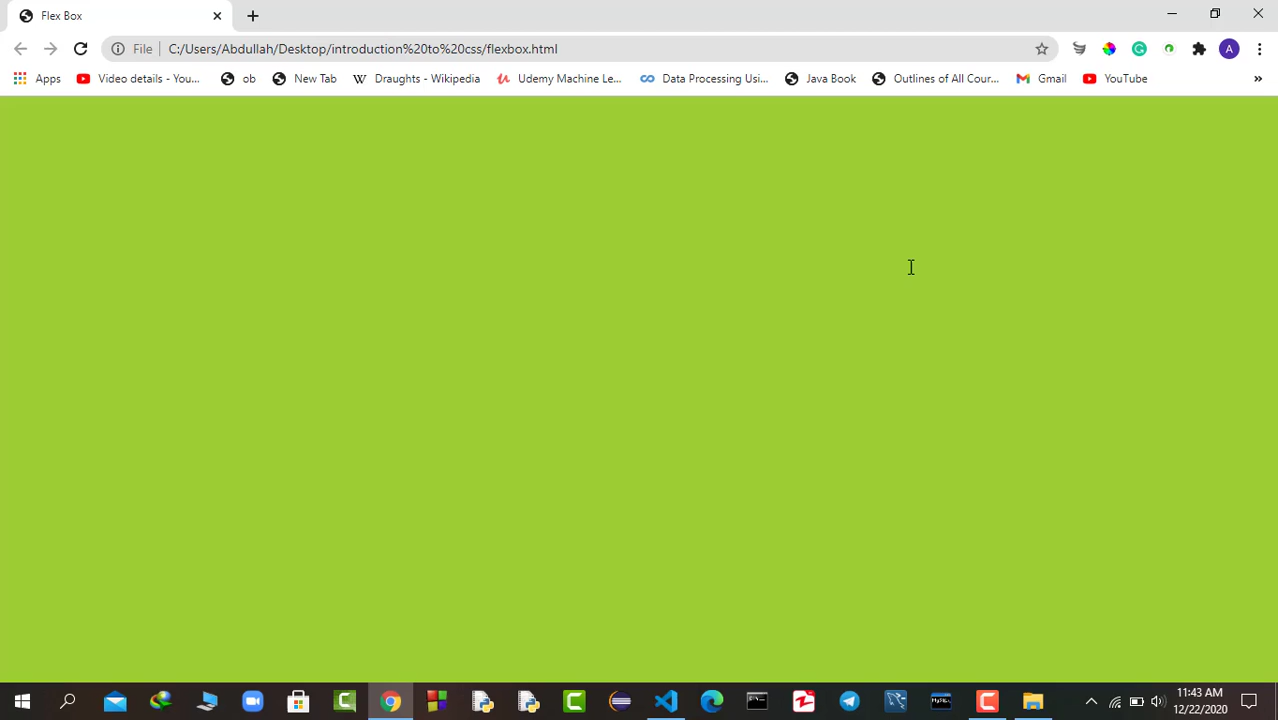 Flex Box
File C:/Users/Abdullah/Desktop/introduction%20to%20css/flexbox.html A
Apps Video details - You... ob New Tab Draughts - Wikipedia Udemy Machine Le... Data Processing Usi... Java Book Outlines of All Cour... Gmail YouTube »
11:43 AM
12/22/2020